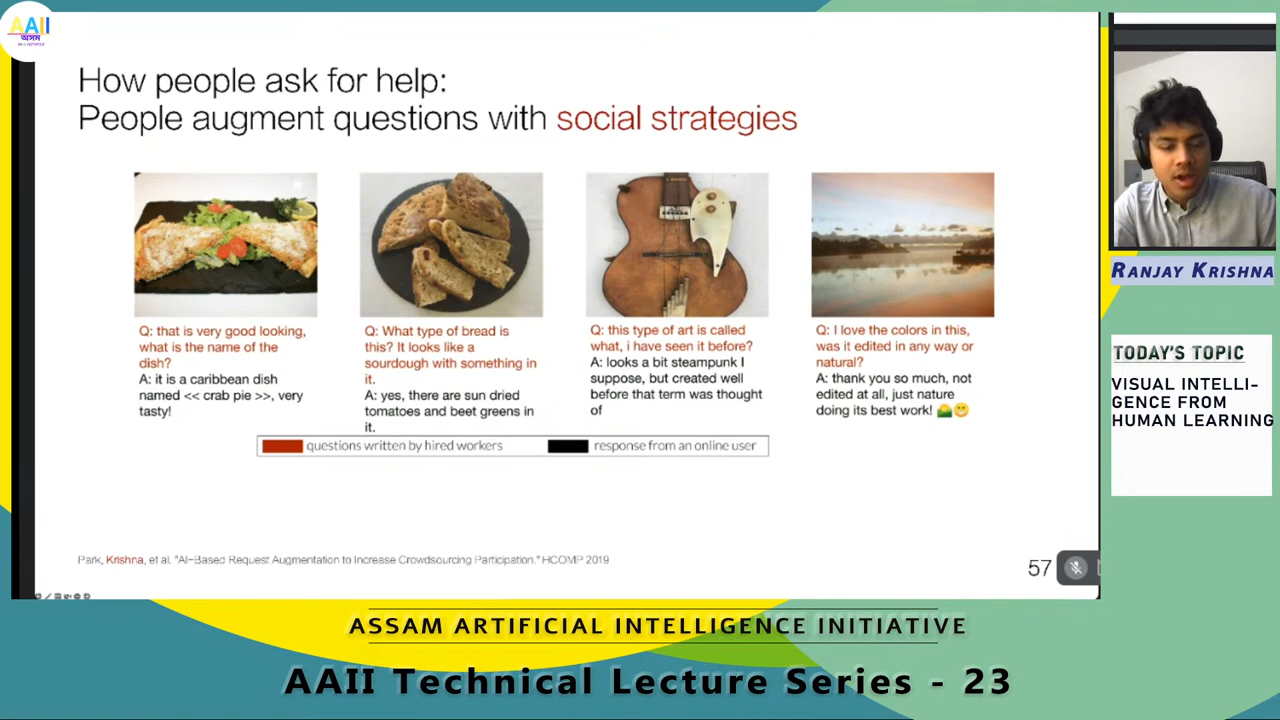 AAII
অসম
How people ask for help:
People augment questions with social strategies
Q: that is very good looking,
what is the name of the
dish?
A: it is a caribbean dish
named << crab pie >>, very
tasty!
Q: What type of bread is
this? It looks like a
sourdough with something in
it.
A: yes, there are sun dried
tomatoes and beet greens in
it.
Q: this type of art is called
what, i have seen it before?
A: looks a bit steampunk I
suppose, but created well
before that term was thought
of
Q: I love the colors in this,
was it edited in any way or
natural?
A: thank you so much, not
edited at all, just nature
doing its best work! 🌄😁
questions written by hired workers
response from an online user
Park, Krishna, et al. "AI-Based Request Augmentation to Increase Crowdsourcing Participation." HCOMP 2019
57
RANJAY KRISHNA
TODAY'S TOPIC
VISUAL INTELLI-
GENCE FROM
HUMAN LEARNING
ASSAM ARTIFICIAL INTELLIGENCE INITIATIVE
AAII Technical Lecture Series - 23